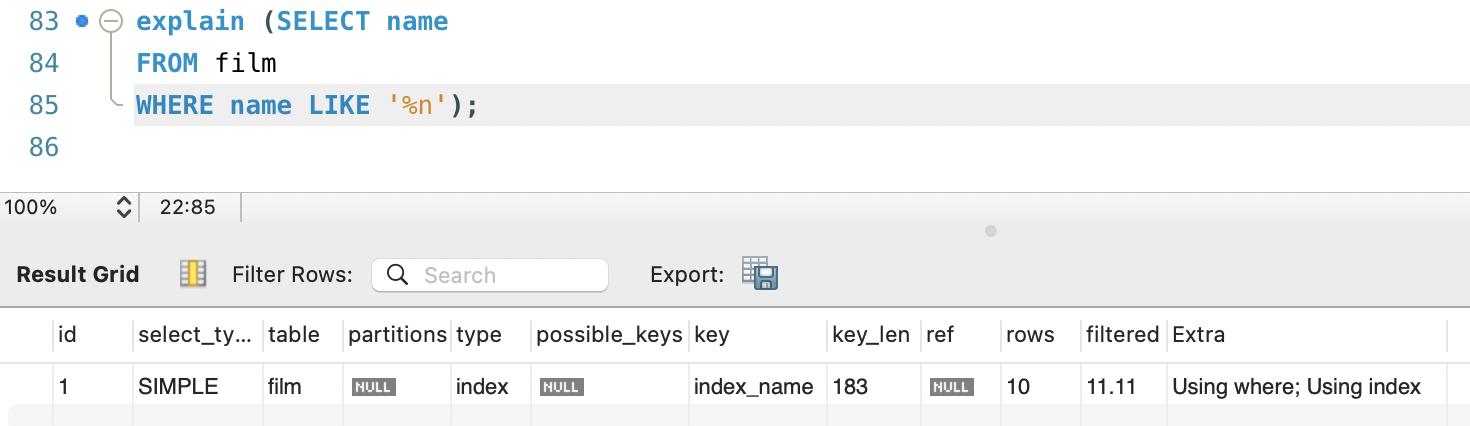 83 explain (SELECT name
84 FROM film
85 WHERE name LIKE '%n');
86
100% 22:85
Result Grid Filter Rows: Search Export:
id select_ty... table partitions type possible_keys key key_len ref rows filtered Extra
1 SIMPLE film NULL index NULL index_name 183 NULL 10 11.11 Using where; Using index